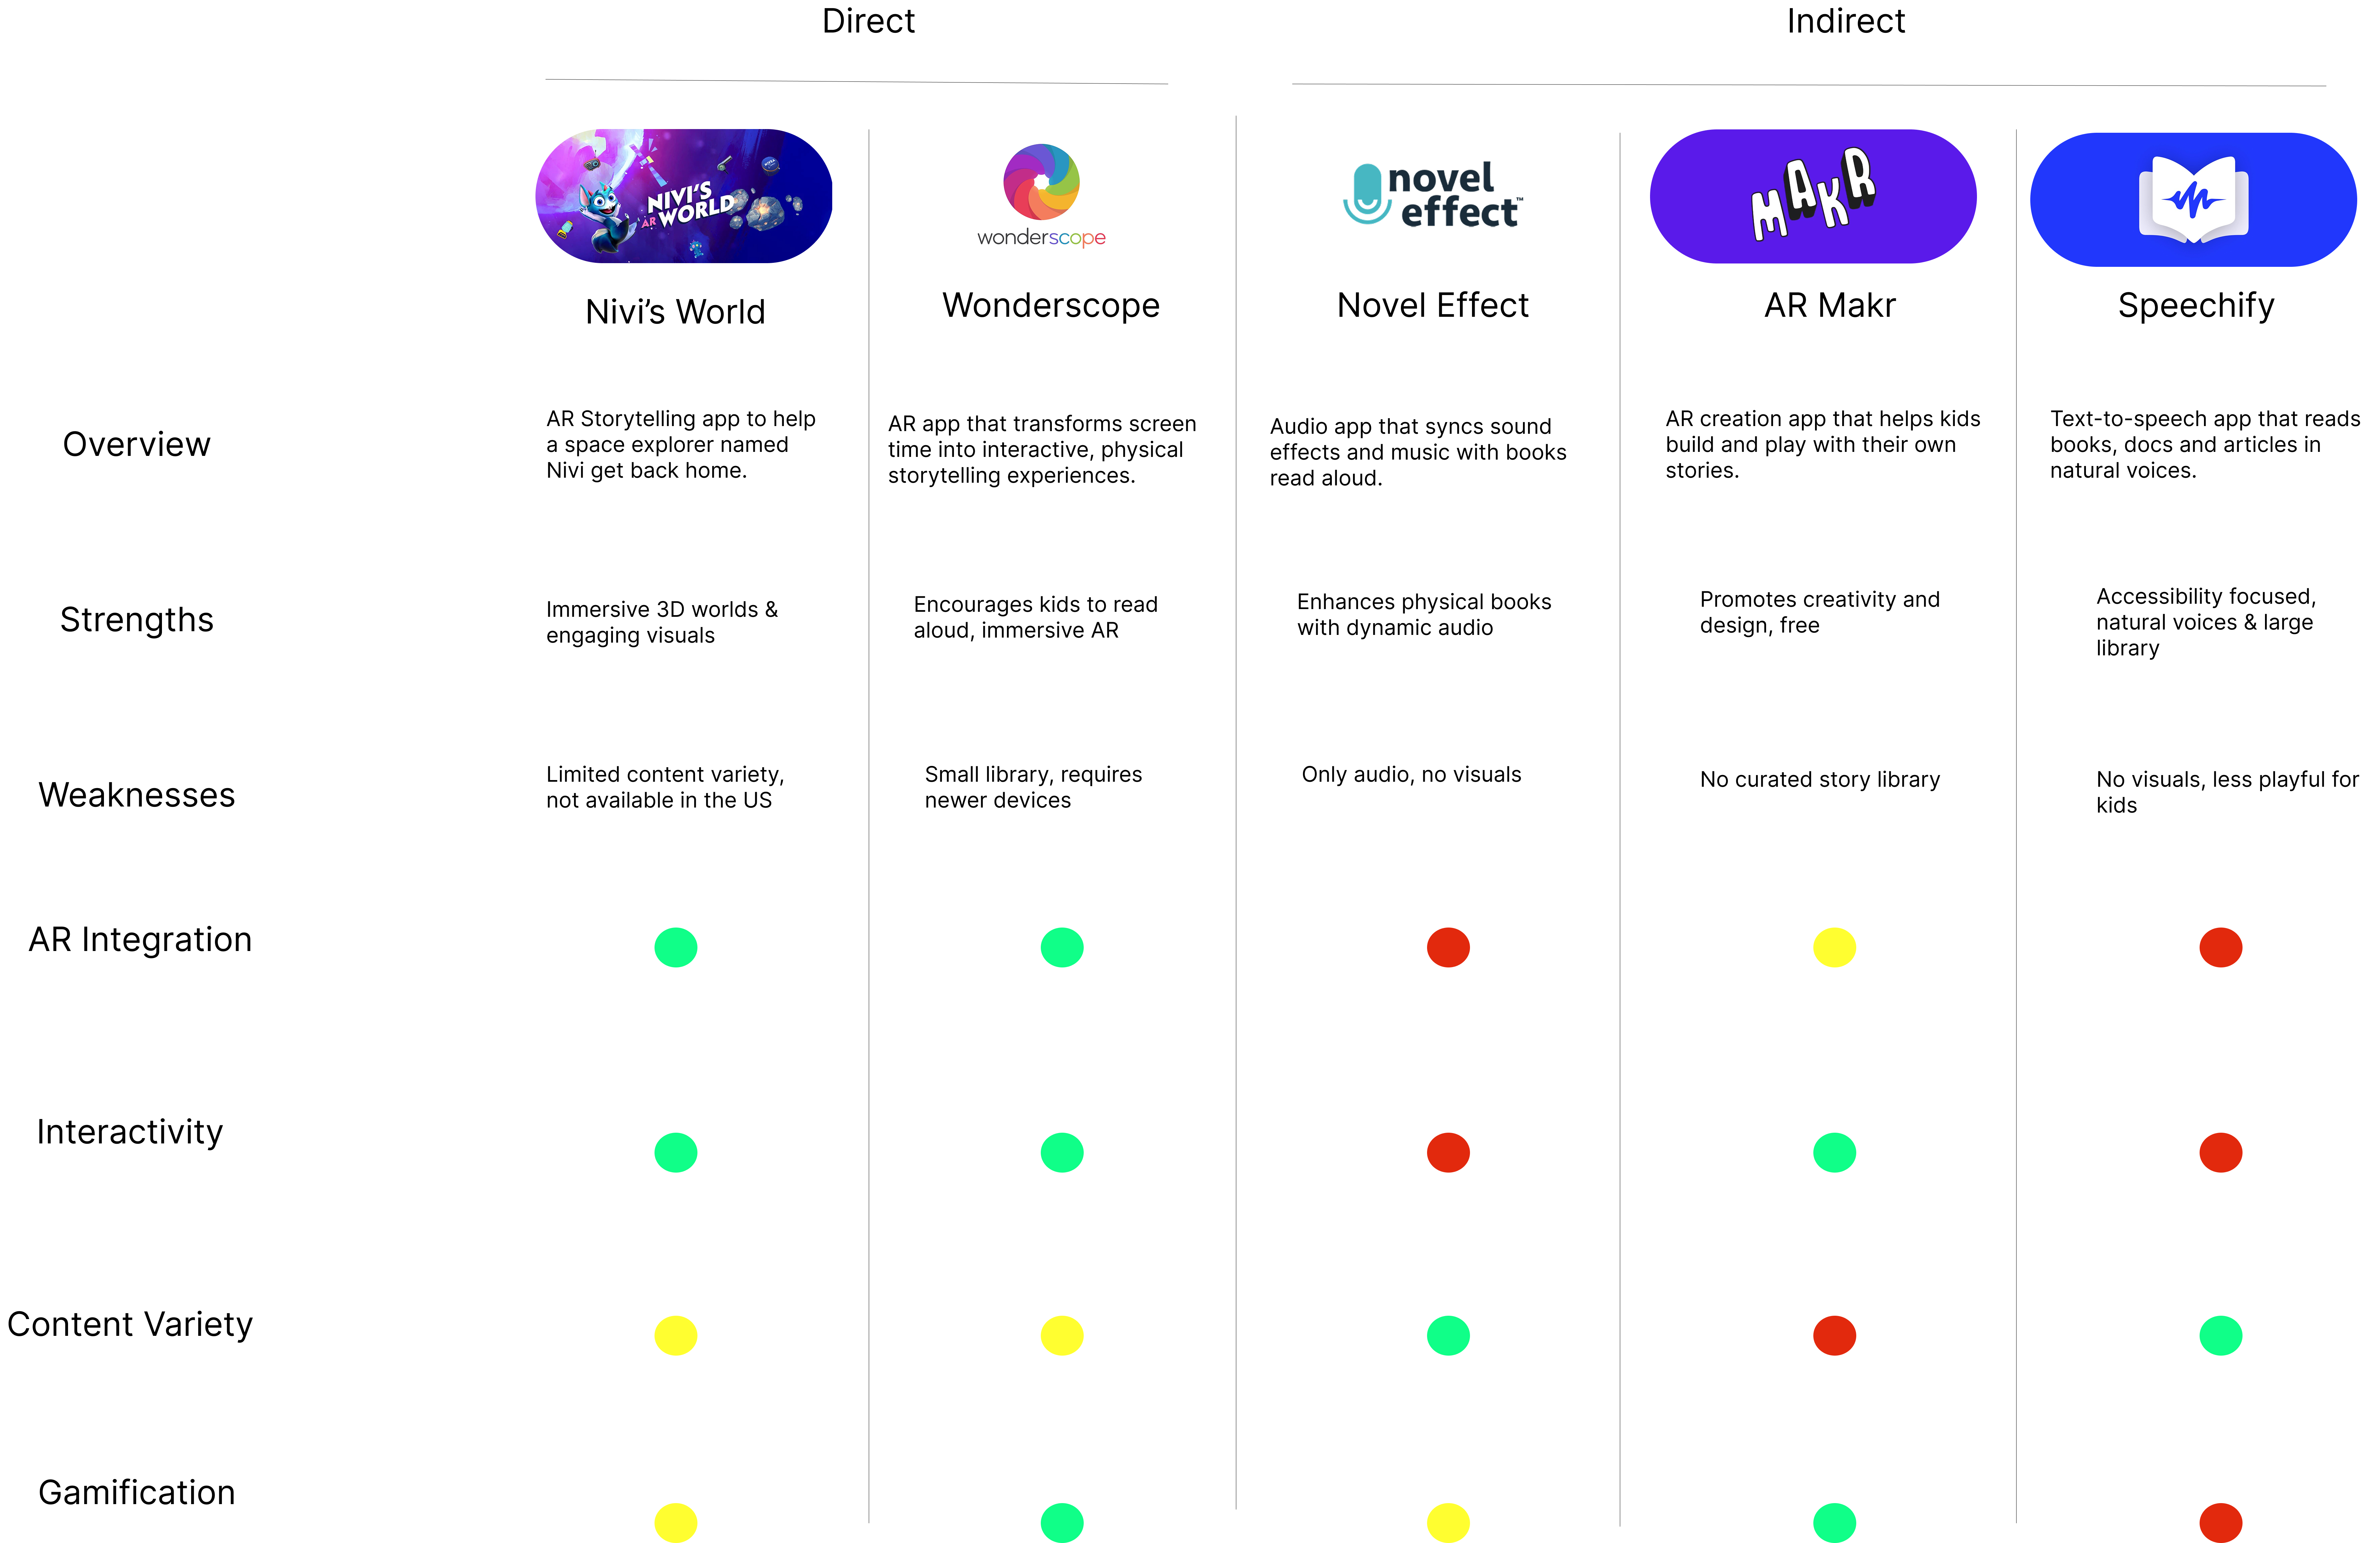 Direct
Indirect
NIVI'S
AR WORLD
wonderscope
novel
effect™
MAKR
Nivi’s World
Wonderscope
Novel Effect
AR Makr
Speechify
Overview
AR Storytelling app to help
a space explorer named
Nivi get back home.
AR app that transforms screen
time into interactive, physical
storytelling experiences.
Audio app that syncs sound
effects and music with books
read aloud.
AR creation app that helps kids
build and play with their own
stories.
Text-to-speech app that reads
books, docs and articles in
natural voices.
Strengths
Immersive 3D worlds &
engaging visuals
Encourages kids to read
aloud, immersive AR
Enhances physical books
with dynamic audio
Promotes creativity and
design, free
Accessibility focused,
natural voices & large
library
Weaknesses
Limited content variety,
not available in the US
Small library, requires
newer devices
Only audio, no visuals
No curated story library
No visuals, less playful for
kids
AR Integration
Interactivity
Content Variety
Gamification